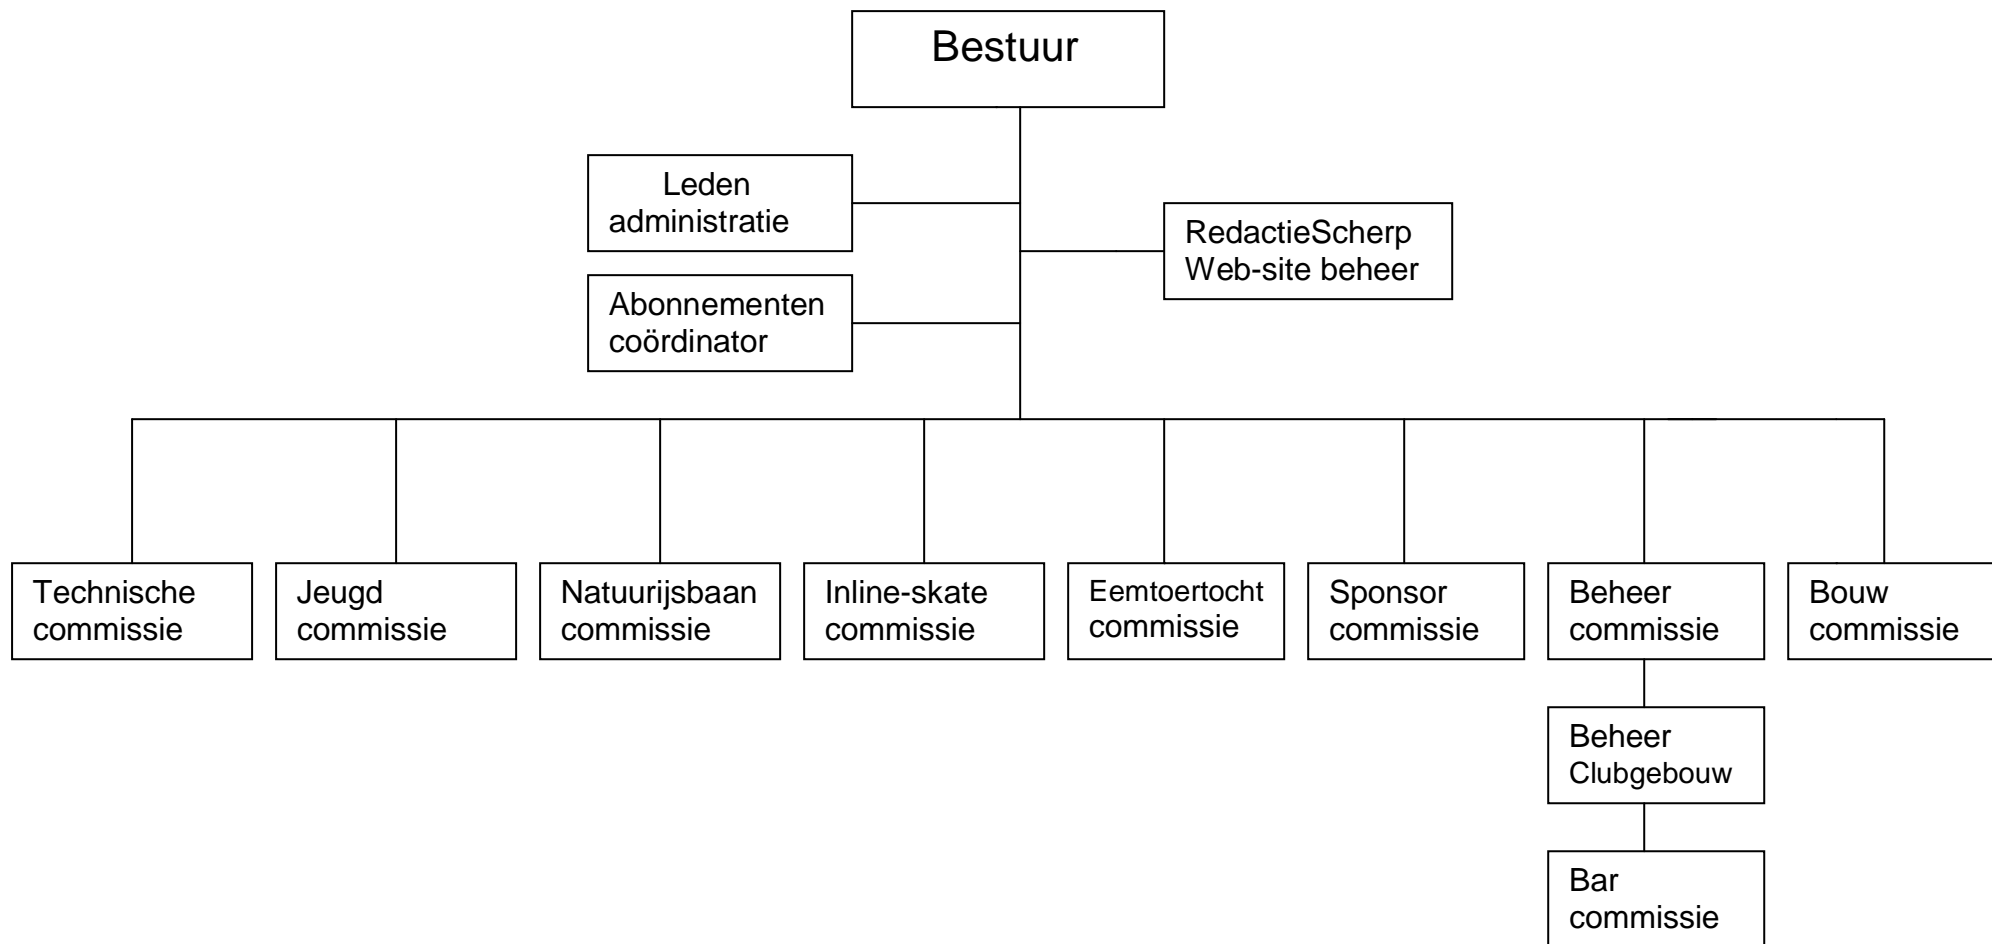 Bestuur
Leden
administratie
RedactieScherp
Web-site beheer
Abonnementen
coördinator
Technische
commissie
Jeugd
commissie
Natuurijsbaan
commissie
Inline-skate
commissie
Eemtoertocht
commissie
Sponsor
commissie
Beheer
commissie
Bouw
commissie
Beheer
Clubgebouw
Bar
commissie